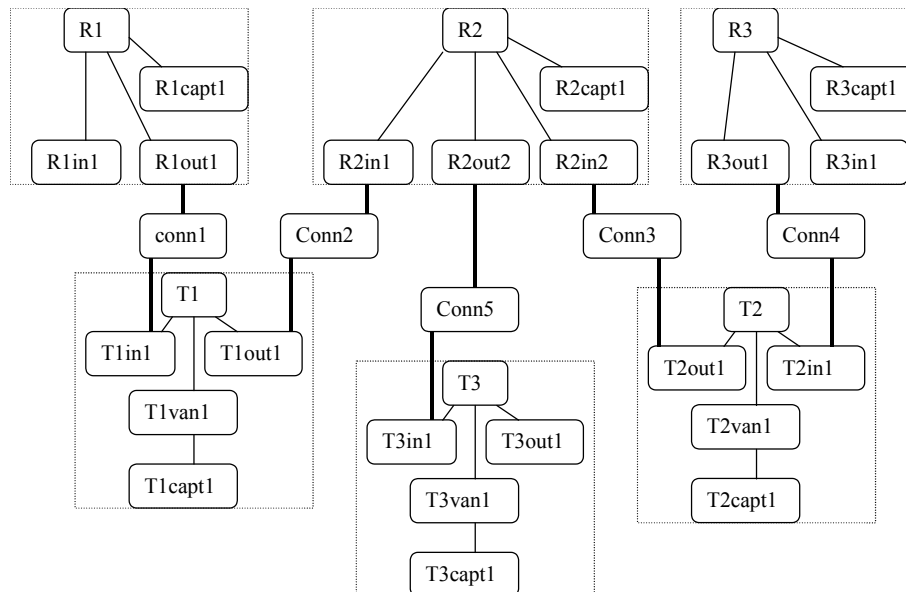 R1
R2
R3
R1capt1
R2capt1
R3capt1
R1in1
R1out1
R2in1
R2out2
R2in2
R3out1
R3in1
conn1
Conn2
Conn3
Conn4
T1
Conn5
T2
T1in1
T1out1
T2out1
T2in1
T3
T1van1
T2van1
T3in1
T3out1
T1capt1
T3van1
T2capt1
T3capt1